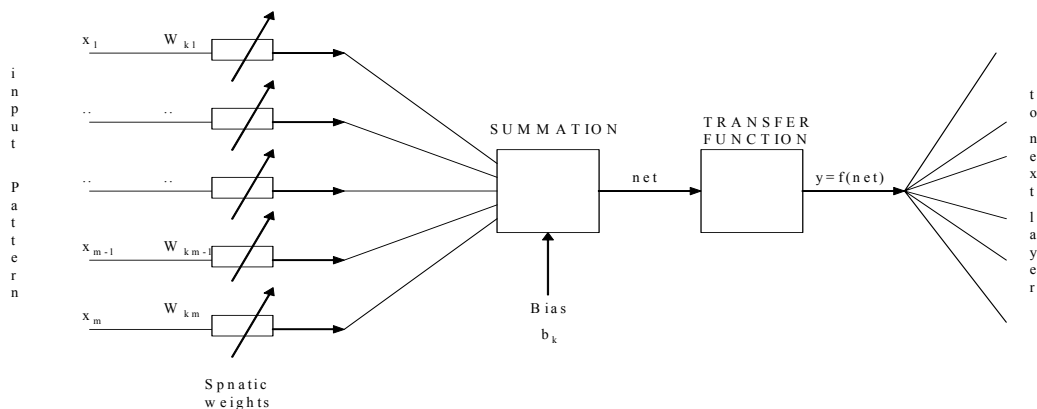 input Pattern
x1 Wk1
.. ..
.. ..
xm-1 Wkm-1
xm Wkm
Spnatic
weights
SUMMATION
Bias
bk
net
TRANSFER
FUNCTION
y=f(net)
to next layer